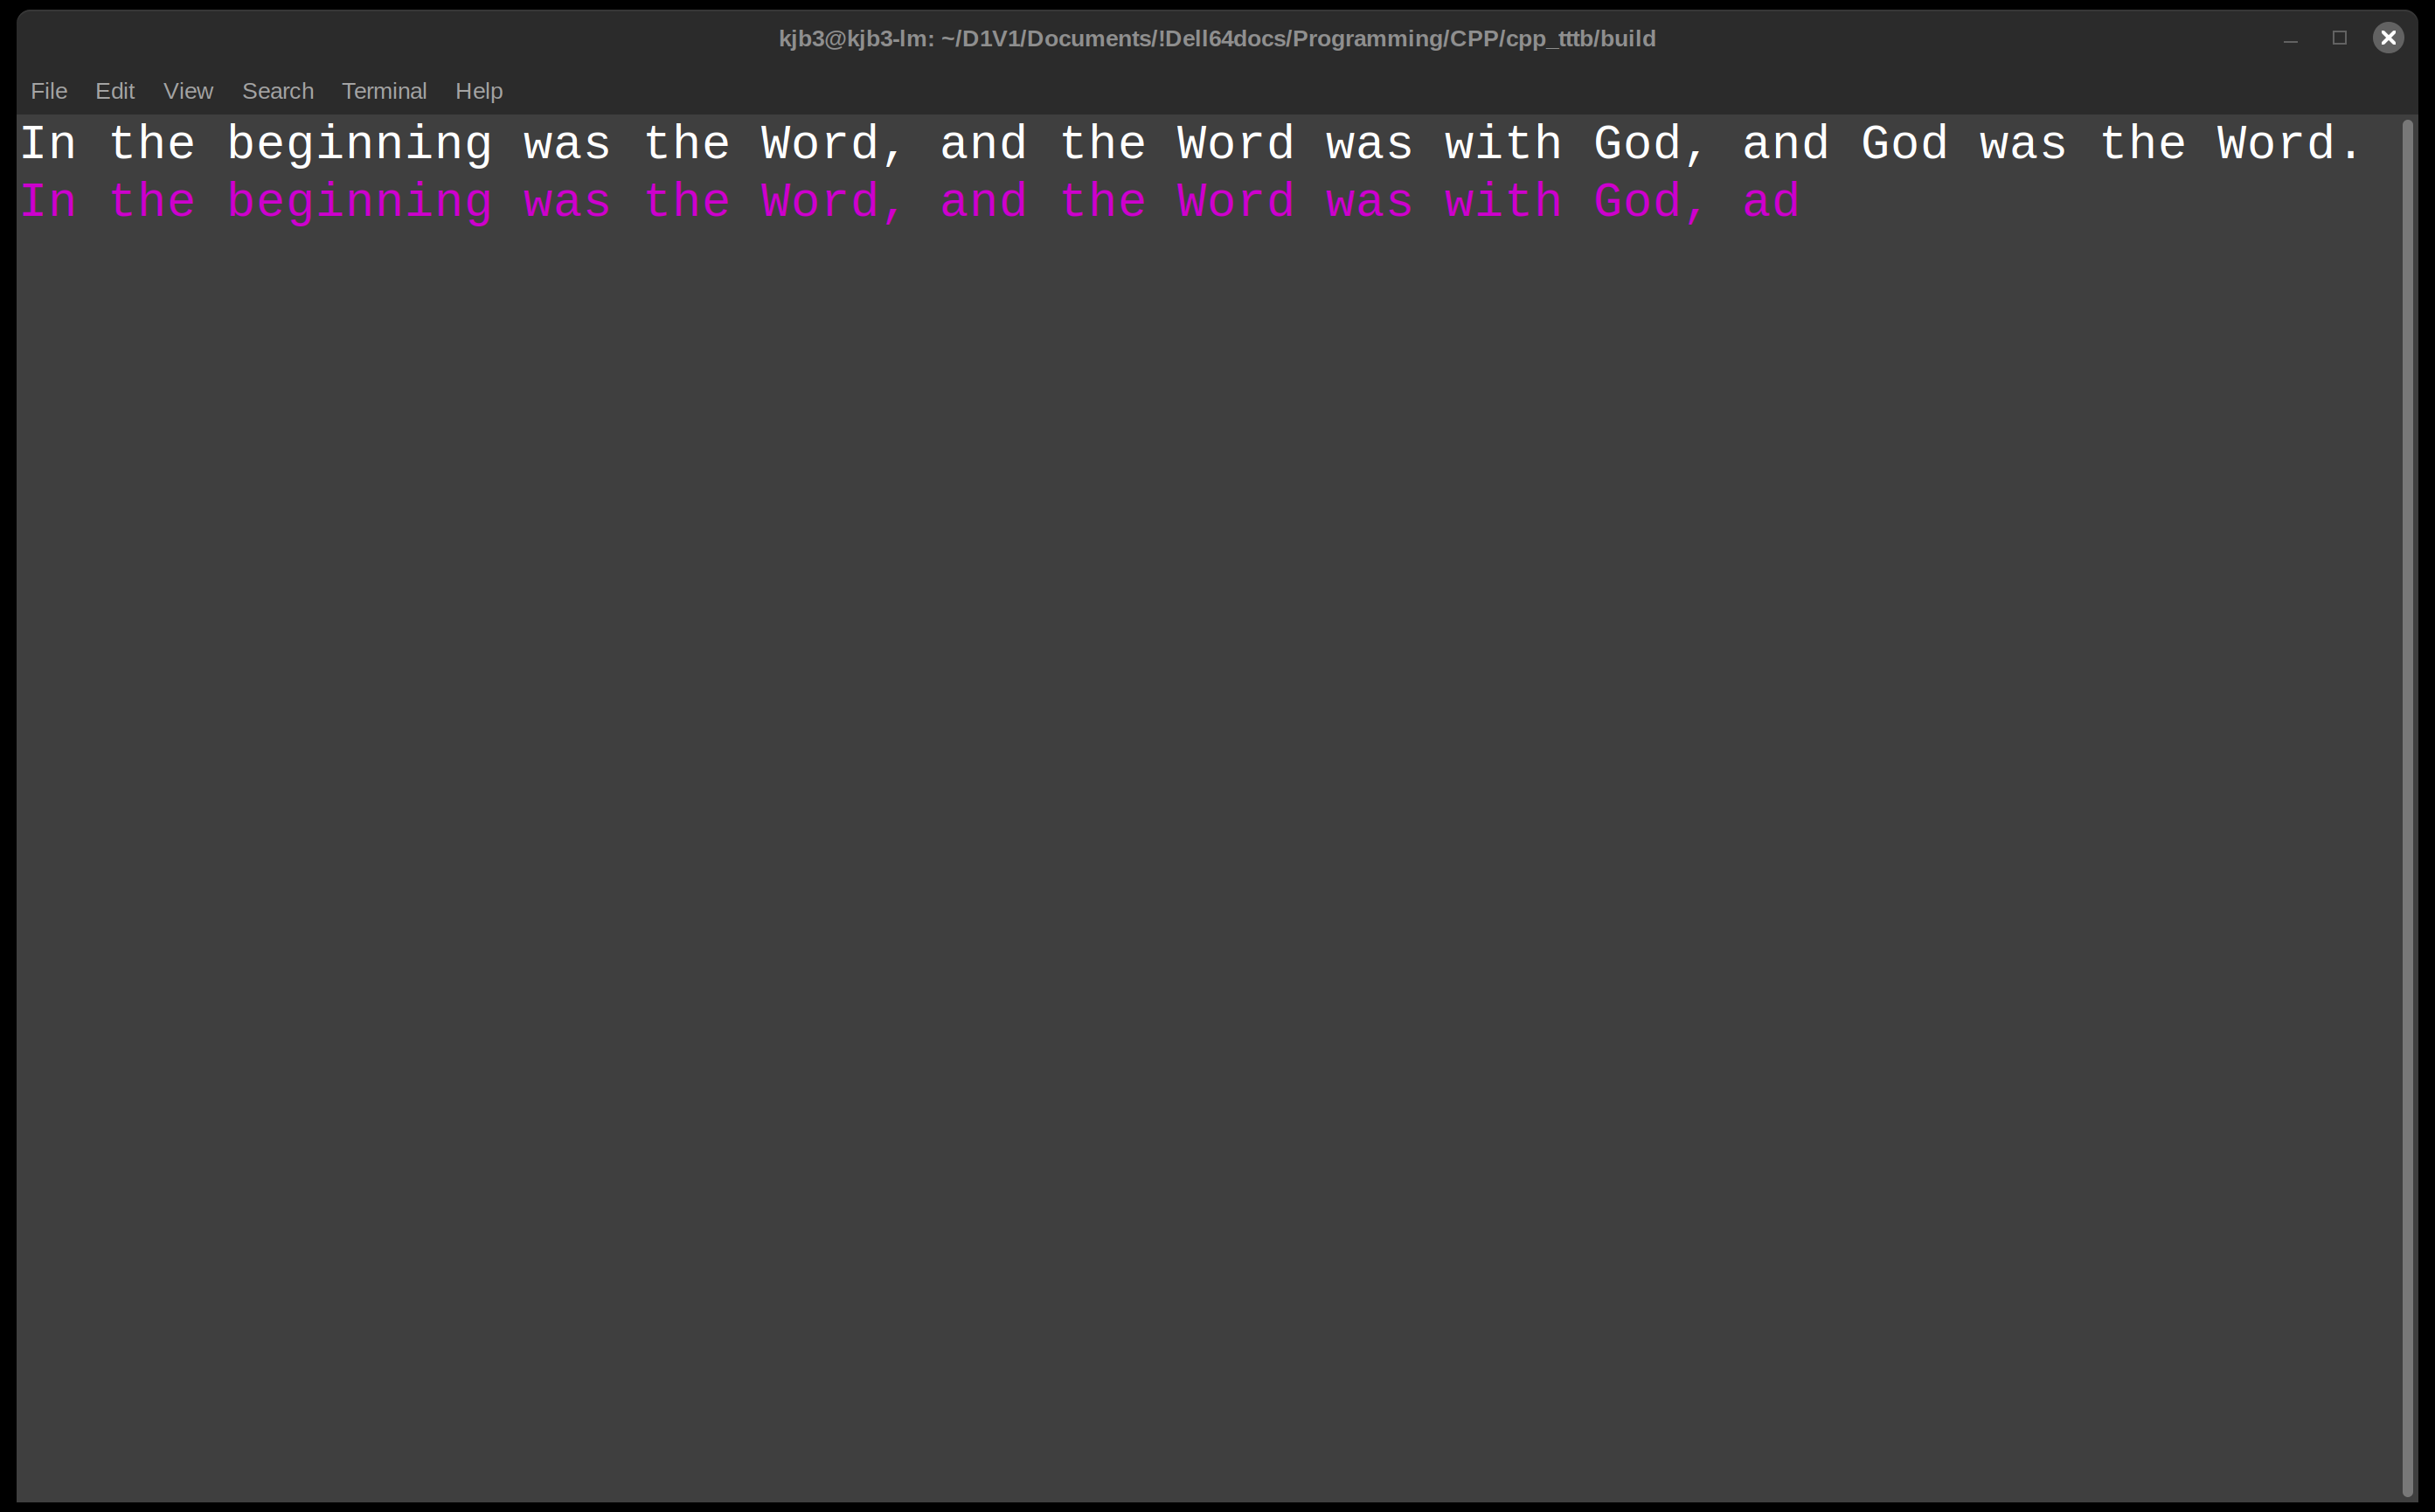 kjb3@kjb3-lm: ~/D1V1/Documents/!Dell64docs/Programming/CPP/cpp_tttb/build
File Edit View Search Terminal Help
In the beginning was the Word, and the Word was with God, and God was the Word.
In the beginning was the Word, and the Word was with God, ad